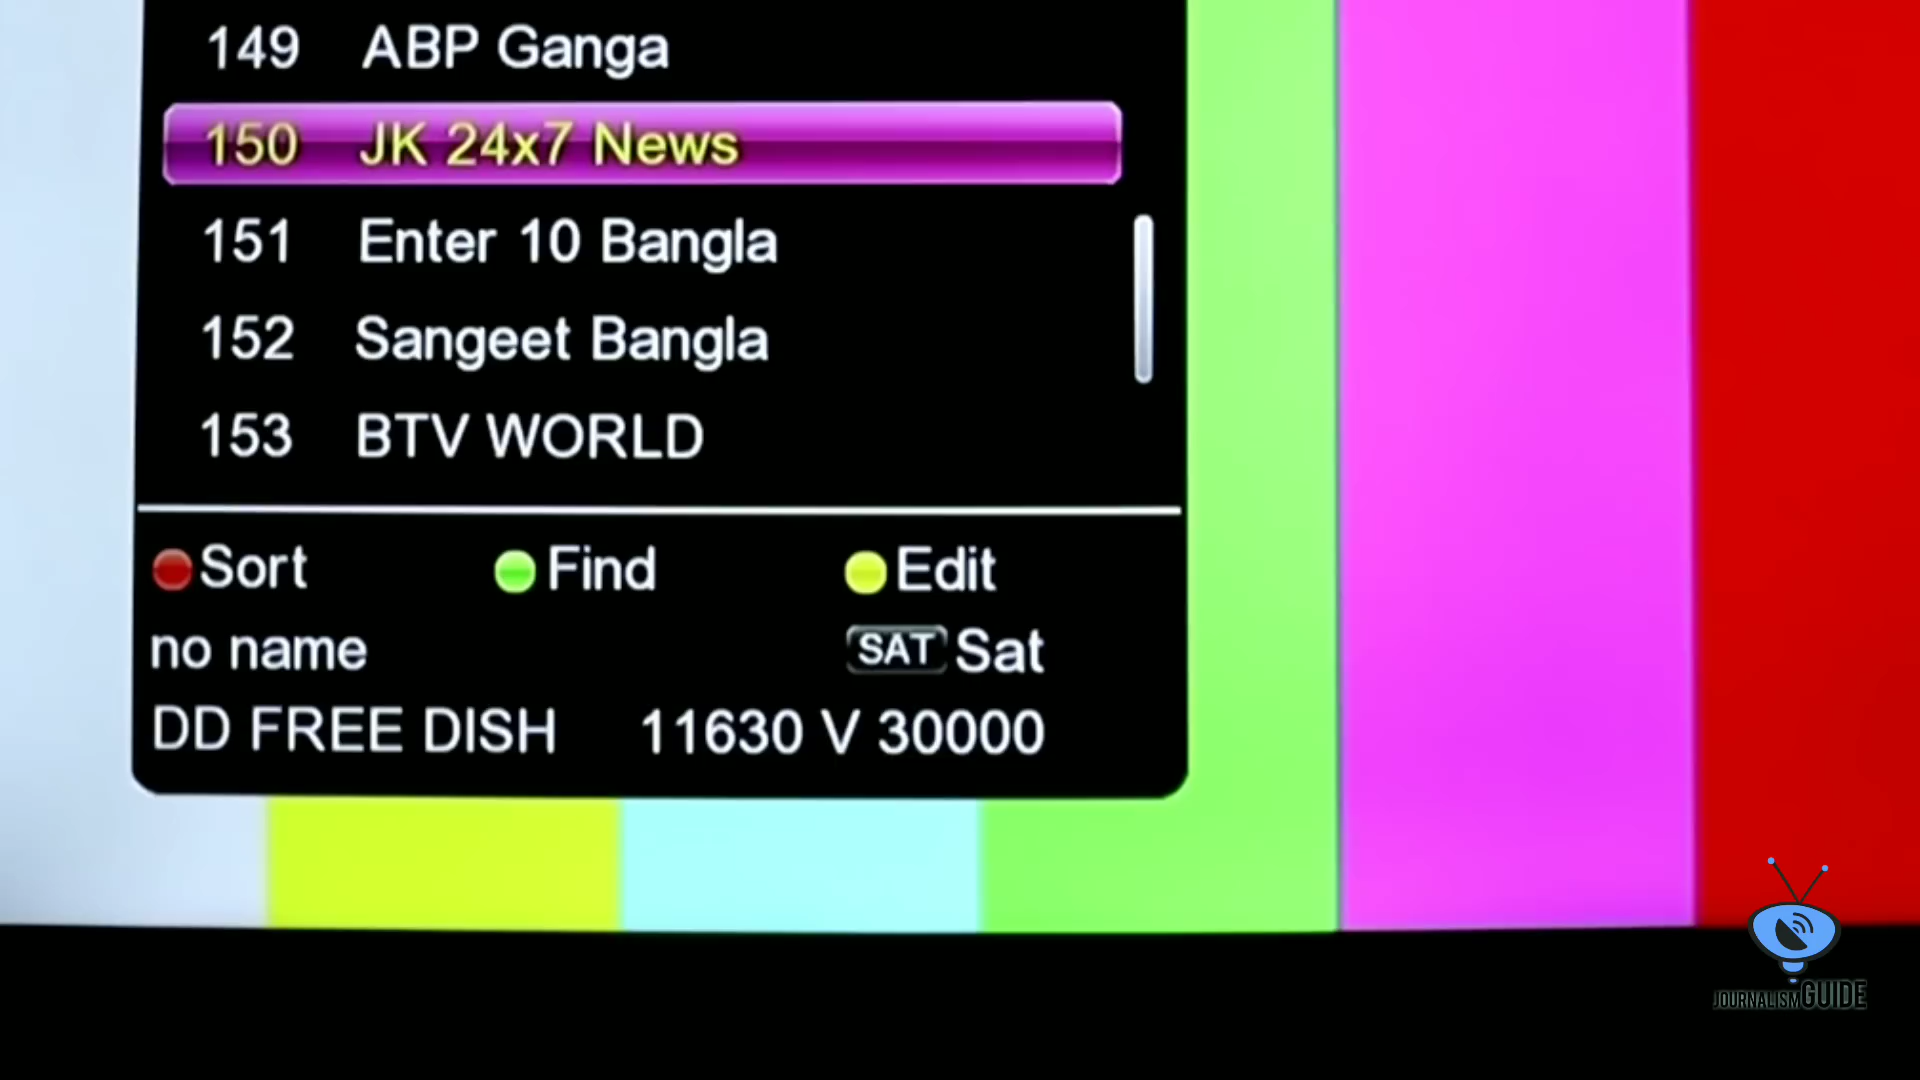 149 ABP Ganga
150 JK 24x7 News
151 Enter 10 Bangla
152 Sangeet Bangla
153 BTV WORLD
Sort Find Edit
no name SAT Sat
DD FREE DISH 11630 V 30000
JOURNALISM GUIDE